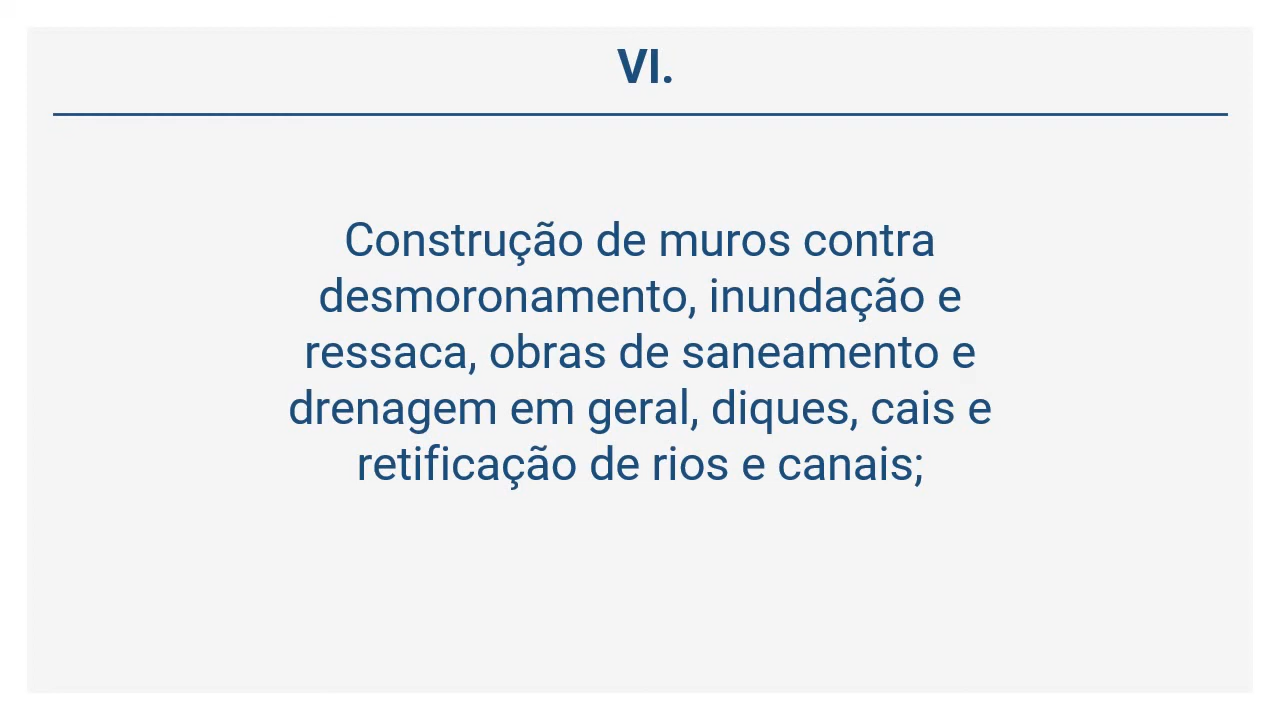 VI.
Construção de muros contra
desmoronamento, inundação e
ressaca, obras de saneamento e
drenagem em geral, diques, cais e
retificação de rios e canais;